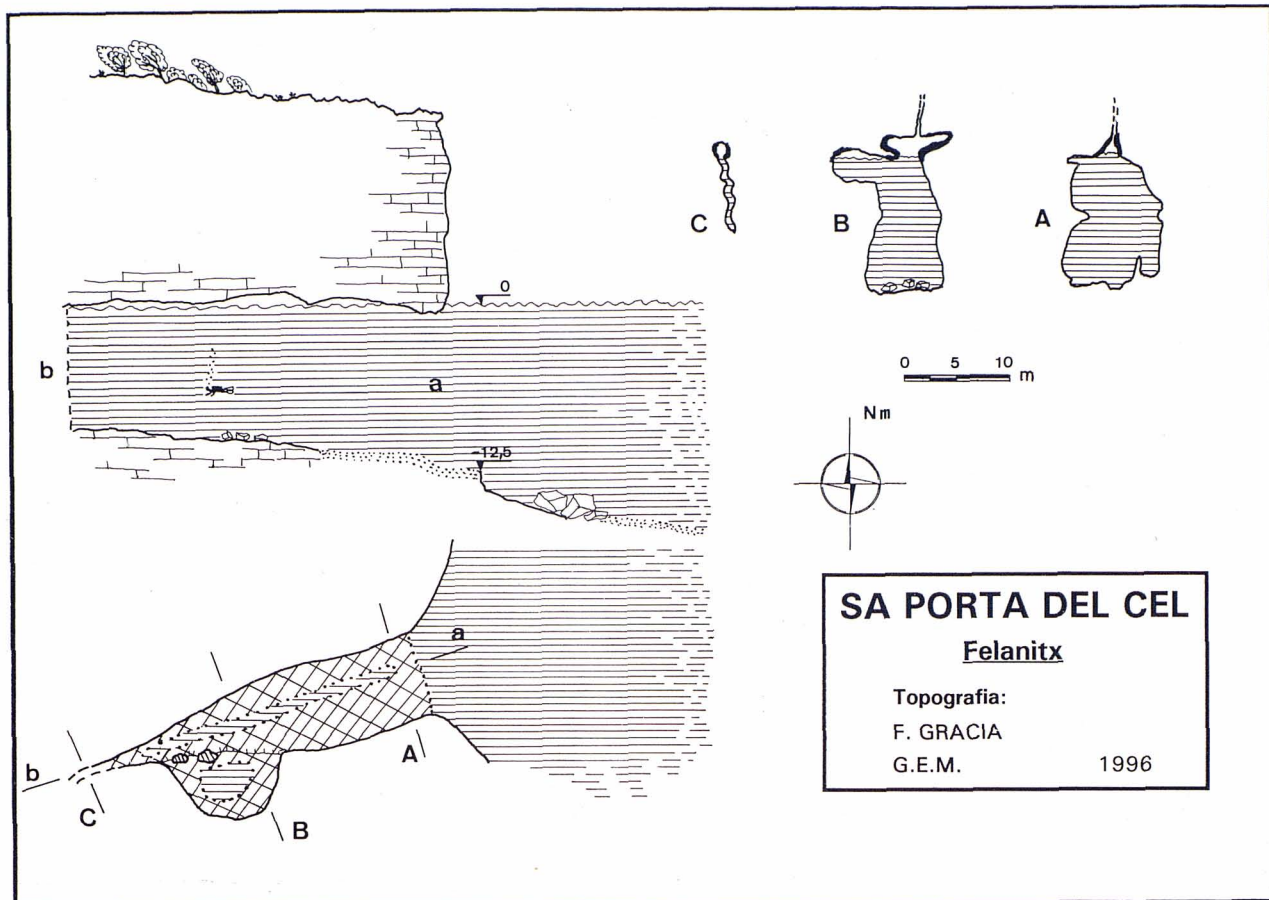 C
B
A
0
b
a
0 5 10 m
Nm
-12,5
SA PORTA DEL CEL
Felanitx
Topografia:
F. GRACIA
G.E.M. 1996
a
A
b
C
B